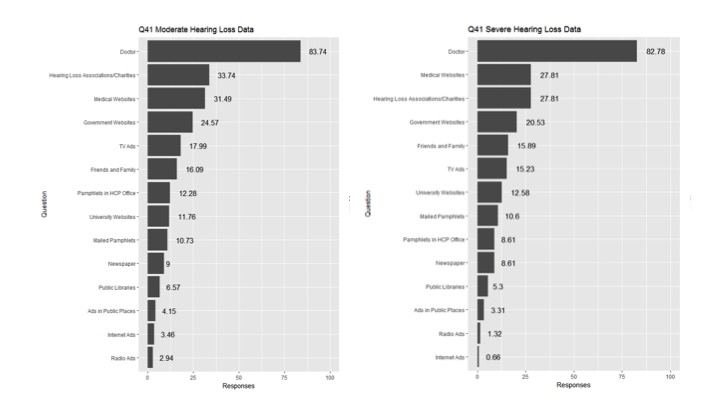 Q41 Moderate Hearing Loss Data
Doctor 83.74
Hearing Loss Associations/Charities 33.74
Medical Websites 31.49
Government Websites 24.57
TV Ads 17.99
Friends and Family 16.09
Pamphlets in HCP Office 12.28
University Websites 11.76
Mailed Pamphlets 10.73
Newspaper 9
Public Libraries 6.57
Ads in Public Places 4.15
Internet Ads 3.46
Radio Ads 2.94
0 25 50 75 100
Responses
Question
Q41 Severe Hearing Loss Data
Doctor 82.78
Medical Websites 27.81
Hearing Loss Associations/Charities 27.81
Government Websites 20.53
Friends and Family 15.89
TV Ads 15.23
University Websites 12.58
Mailed Pamphlets 10.6
Pamphlets in HCP Office 8.61
Newspaper 8.61
Public Libraries 5.3
Ads in Public Places 3.31
Radio Ads 1.32
Internet Ads 0.66
0 25 50 75 100
Responses
Question